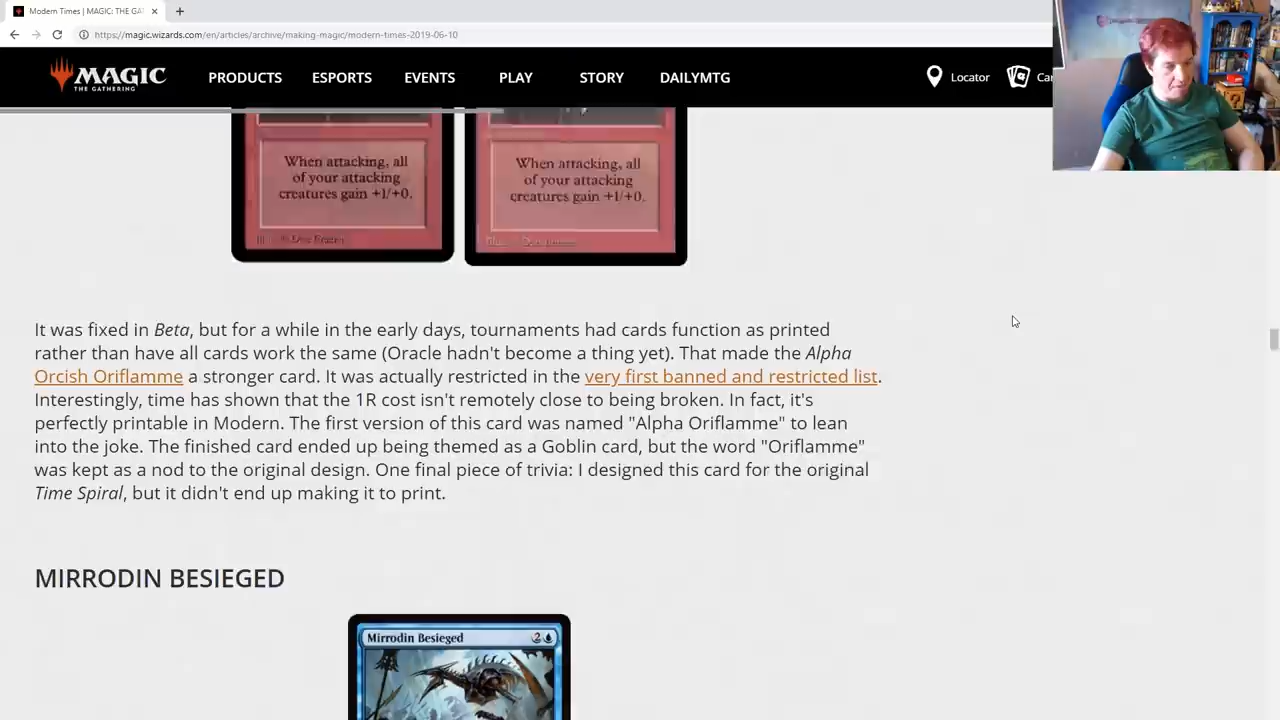 Modern Times | MAGIC: THE GA
https://magic.wizards.com/en/articles/archive/making-magic/modern-times-2019-06-10
MAGIC
THE GATHERING
PRODUCTS ESPORTS EVENTS PLAY STORY DAILYMTG
Locator
When attacking, all
of your attacking
creatures gain +1/+0.
When attacking, all
of your attacking
creatures gain +1/+0.
It was fixed in Beta, but for a while in the early days, tournaments had cards function as printed
rather than have all cards work the same (Oracle hadn't become a thing yet). That made the Alpha
Orcish Oriflamme a stronger card. It was actually restricted in the very first banned and restricted list.
Interestingly, time has shown that the 1R cost isn't remotely close to being broken. In fact, it's
perfectly printable in Modern. The first version of this card was named "Alpha Oriflamme" to lean
into the joke. The finished card ended up being themed as a Goblin card, but the word "Oriflamme"
was kept as a nod to the original design. One final piece of trivia: I designed this card for the original
Time Spiral, but it didn't end up making it to print.
MIRRODIN BESIEGED
Mirrodin Besieged 2